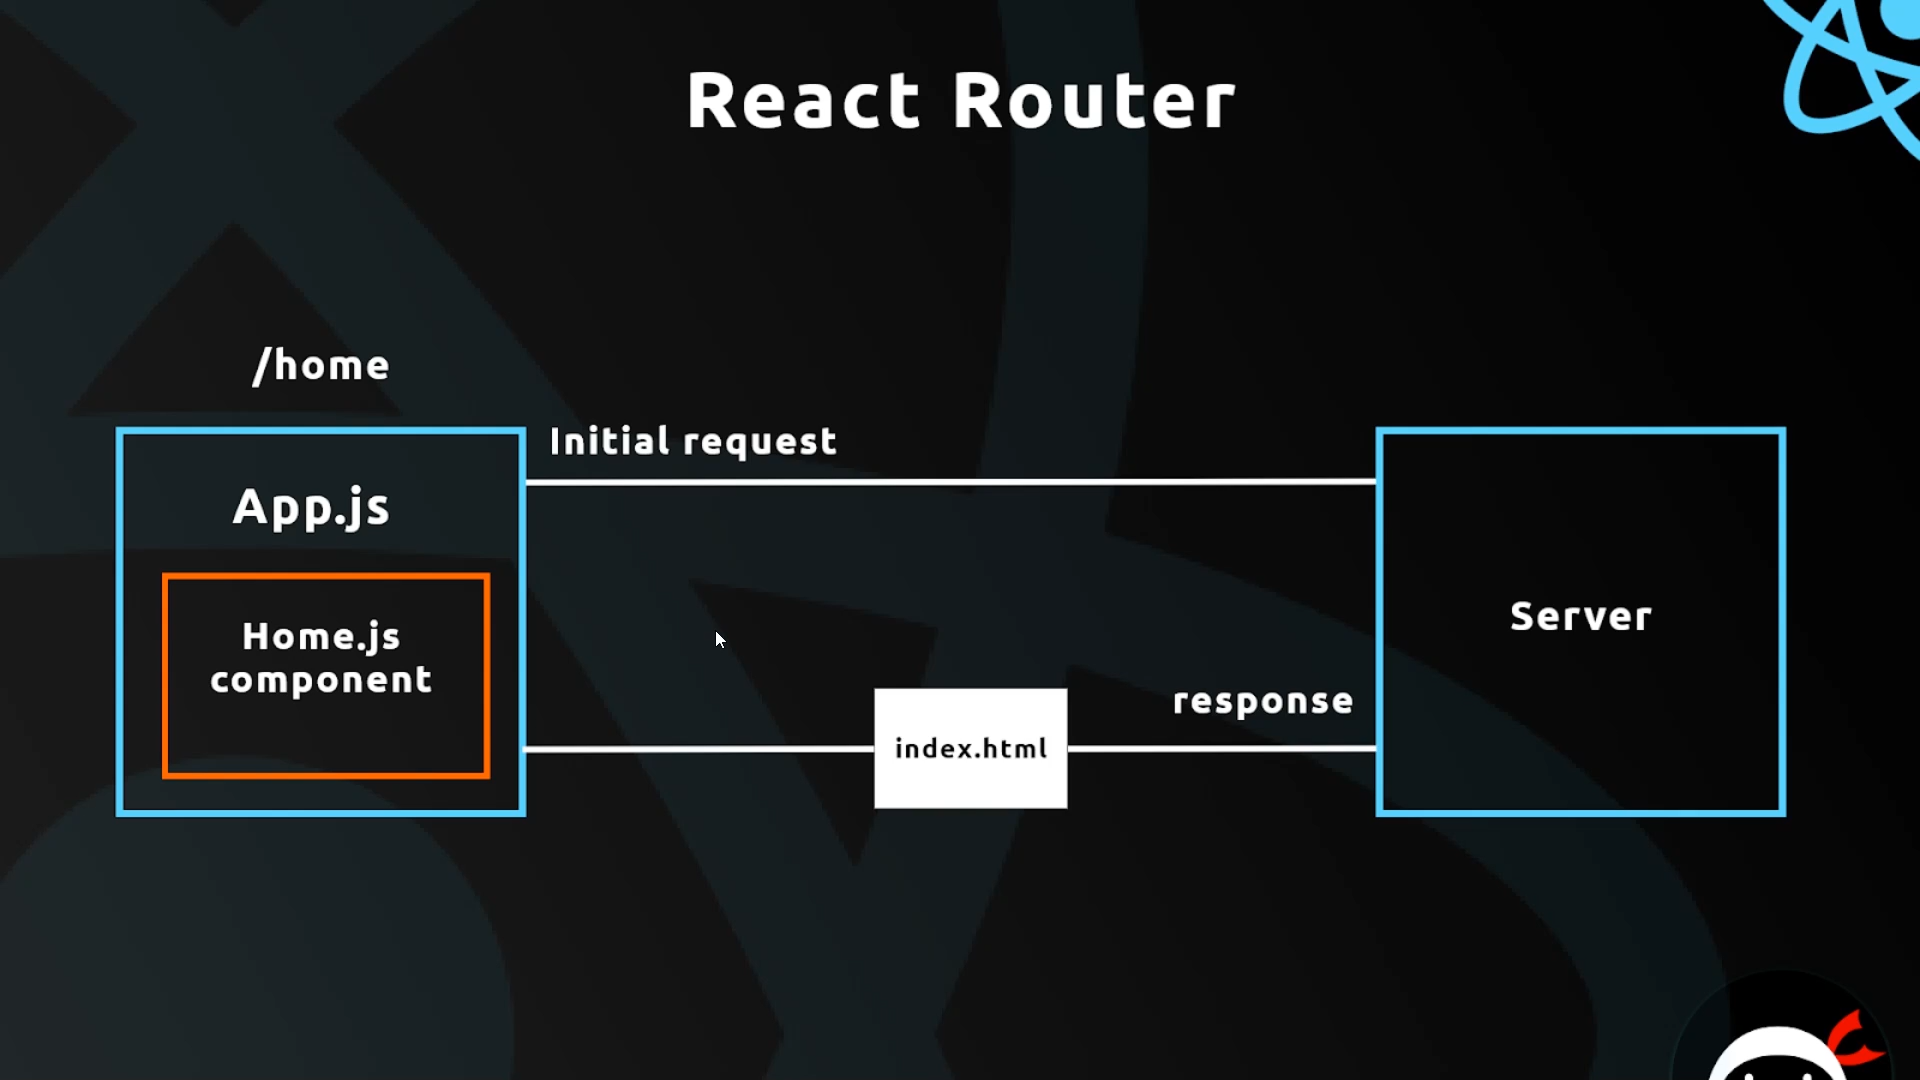 React Router
/home
Initial request
App.js
Home.js
component
Server
response
index.html